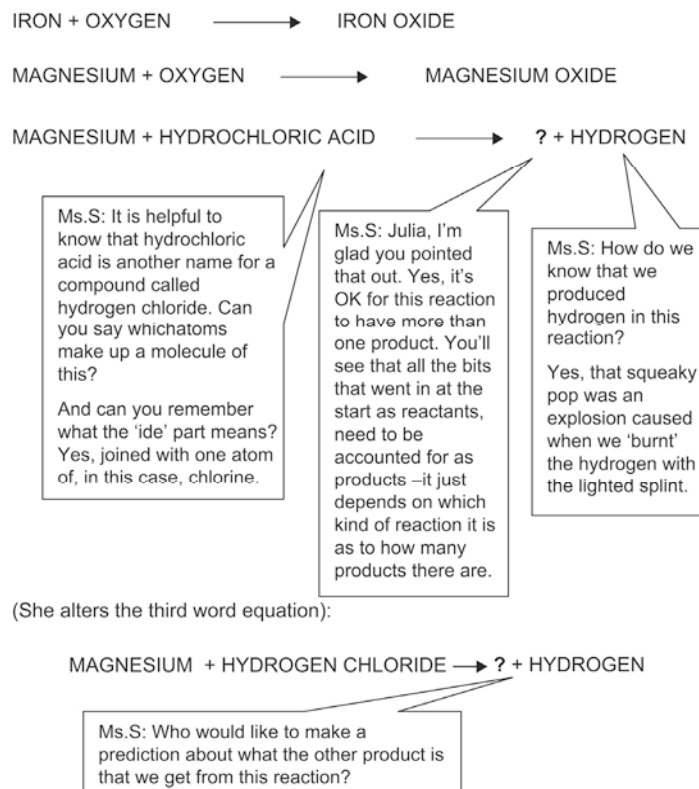 IRON + OXYGEN ⟶ IRON OXIDE
MAGNESIUM + OXYGEN ⟶ MAGNESIUM OXIDE
MAGNESIUM + HYDROCHLORIC ACID ⟶ ? + HYDROGEN
Ms.S: It is helpful to
know that hydrochloric
acid is another name for a
compound called
hydrogen chloride. Can
you say whichatoms
make up a molecule of
this?
And can you remember
what the ‘ide’ part means?
Yes, joined with one atom
of, in this case, chlorine.
Ms.S: Julia, I’m
glad you pointed
that out. Yes, it’s
OK for this reaction
to have more than
one product. You’ll
see that all the bits
that went in at the
start as reactants,
need to be
accounted for as
products –it just
depends on which
kind of reaction it is
as to how many
products there are.
Ms.S: How do we
know that we
produced
hydrogen in this
reaction?
Yes, that squeaky
pop was an
explosion caused
when we ‘burnt’
the hydrogen with
the lighted splint.
(She alters the third word equation):
MAGNESIUM + HYDROGEN CHLORIDE ⟶ ? + HYDROGEN
Ms.S: Who would like to make a
prediction about what the other product is
that we get from this reaction?